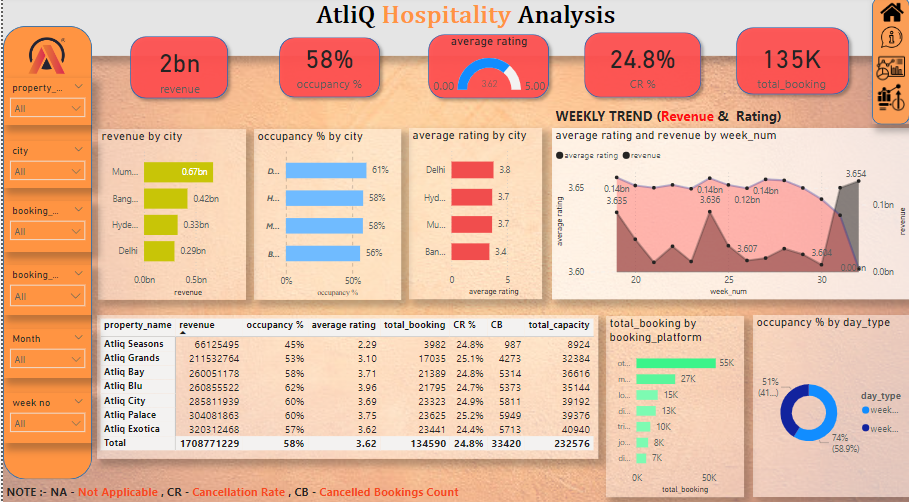 AtliQ Hospitality Analysis
2bn
revenue
58%
occupancy %
average rating
0.00 3.62 5.00
24.8%
CR %
135K
total_booking
property_...
All
city
All
booking_...
All
booking_...
All
Month
All
week no
All
WEEKLY TREND (Revenue & Rating)
revenue by city
Mum... 0.67bn
Bang... 0.42bn
Hyde... 0.33bn
Delhi 0.29bn
0.0bn 0.5bn
revenue
occupancy % by city
D... 61%
H... 58%
M... 58%
B... 56%
0% 50%
occupancy %
average rating by city
Delhi 3.8
Hyd... 3.7
Mu... 3.7
Ban... 3.4
0 5
average rating
average rating and revenue by week_num
average rating revenue
3.65
3.60
average rating
0.14bn
3.635
0.14bn
3.636
0.12bn
0.14bn
3.607
3.604
3.654
0.00bn
0.1bn
0.0bn
revenue
20 25 30
week_num
property_name revenue occupancy % average rating total_booking CR % CB total_capacity
Atliq Seasons 66125495 45% 2.29 3982 24.8% 987 8924
Atliq Grands 211532764 53% 3.10 17035 25.1% 4273 32384
Atliq Bay 260051178 58% 3.71 21389 24.8% 5314 36616
Atliq Blu 260855522 62% 3.96 21795 24.7% 5373 35144
Atliq City 285811939 60% 3.69 23323 24.9% 5811 39192
Atliq Palace 304081863 60% 3.75 23625 25.2% 5949 39376
Atliq Exotica 320312468 57% 3.62 23441 24.4% 5713 40940
Total 1708771229 58% 3.62 134590 24.8% 33420 232576
total_booking by
booking_platform
ot... 55K
m... 27K
lo... 15K
di... 13K
tri... 10K
jo... 8K
di... 7K
0K 50K
total_booking
occupancy % by day_type
51%
(41...)
74%
(58.9%)
day_type
week...
week...
NOTE :- NA - Not Applicable , CR - Cancellation Rate , CB - Cancelled Bookings Count